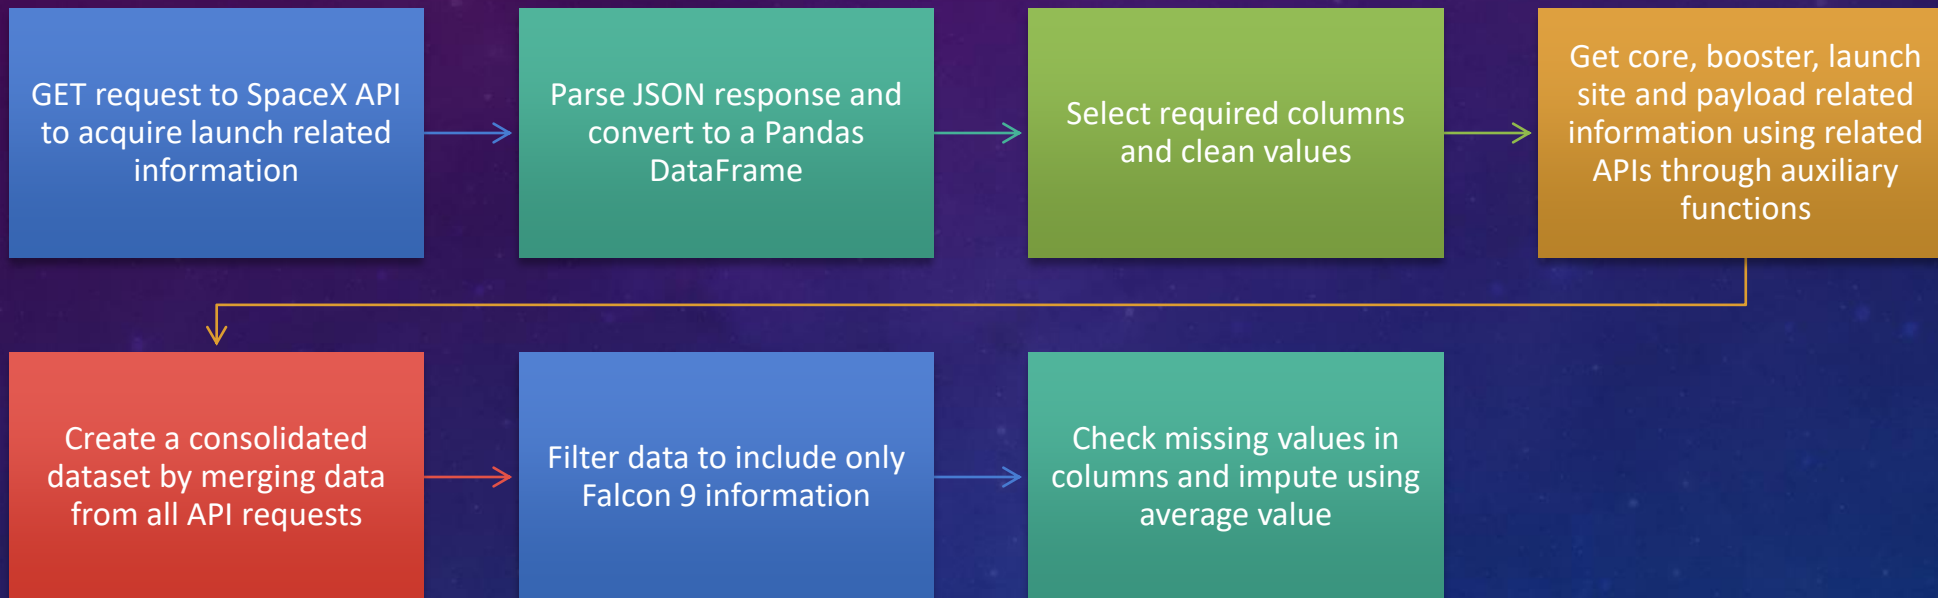 GET request to SpaceX API
to acquire launch related
information
Parse JSON response and
convert to a Pandas
DataFrame
Select required columns
and clean values
Get core, booster, launch
site and payload related
information using related
APIs through auxiliary
functions
Create a consolidated
dataset by merging data
from all API requests
Filter data to include only
Falcon 9 information
Check missing values in
columns and impute using
average value